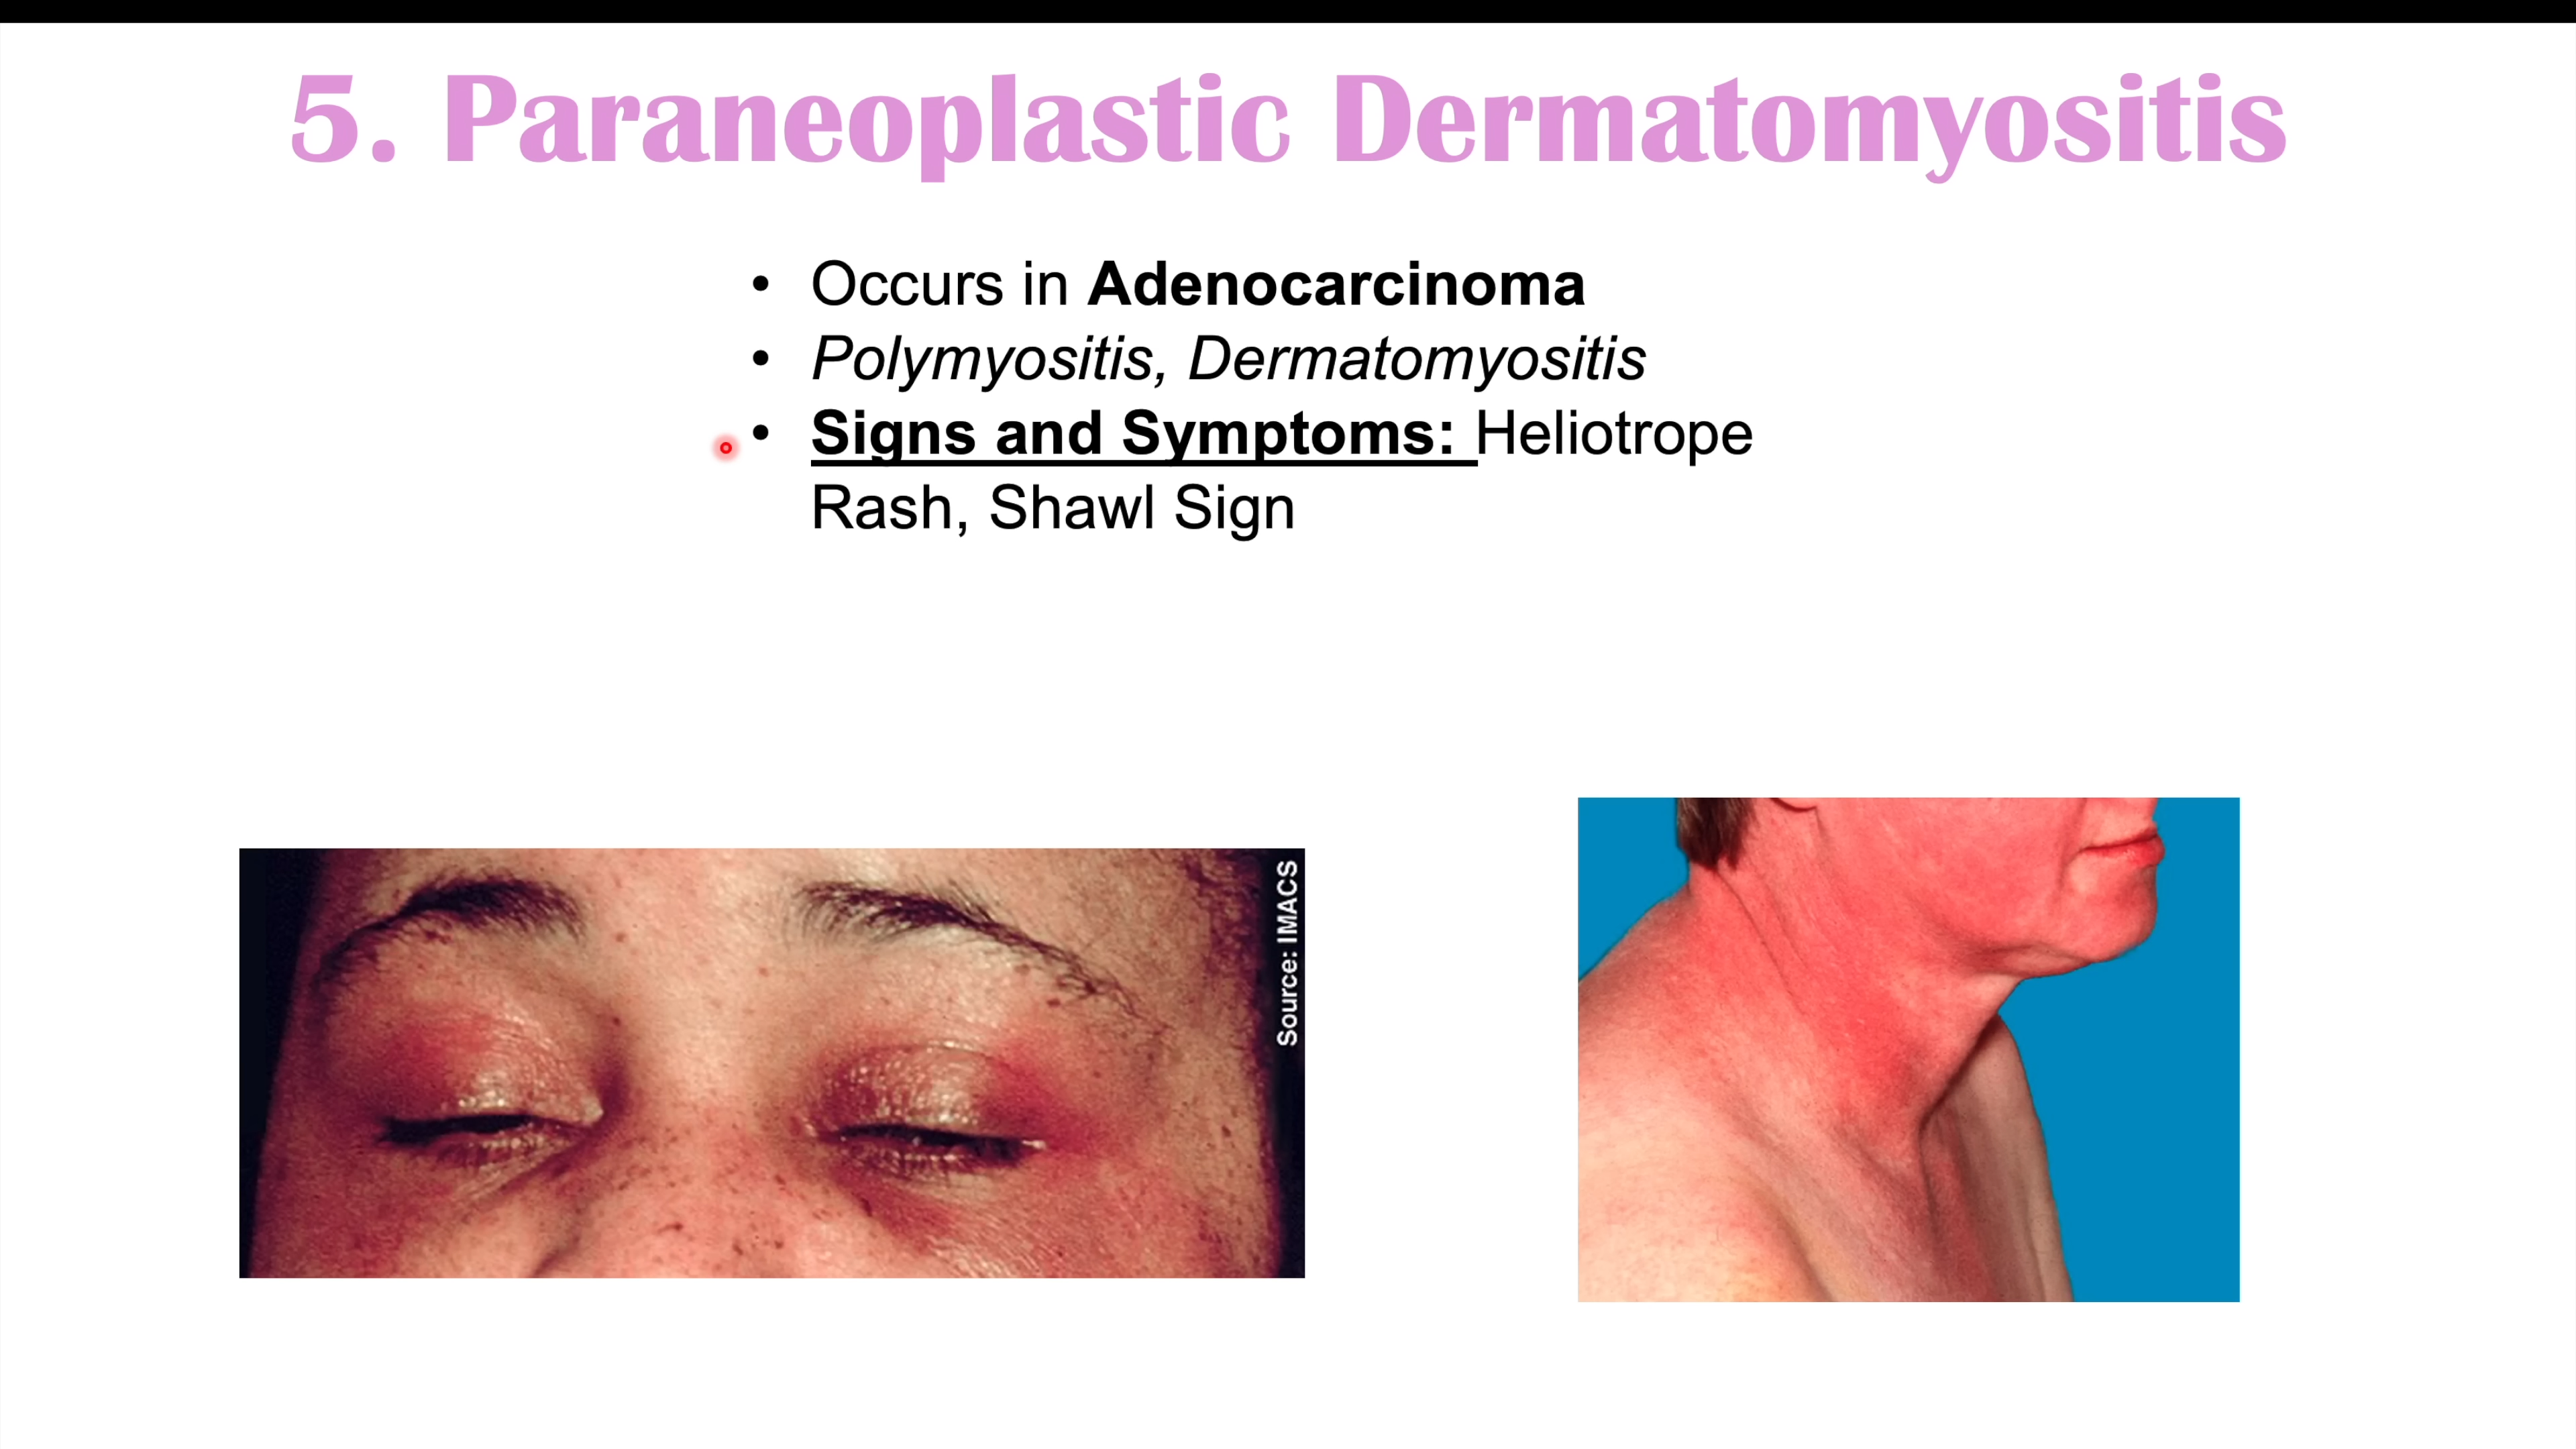 5. Paraneoplastic Dermatomyositis
• Occurs in Adenocarcinoma
• Polymyositis, Dermatomyositis
• Signs and Symptoms: Heliotrope
Rash, Shawl Sign
Source: IMACS